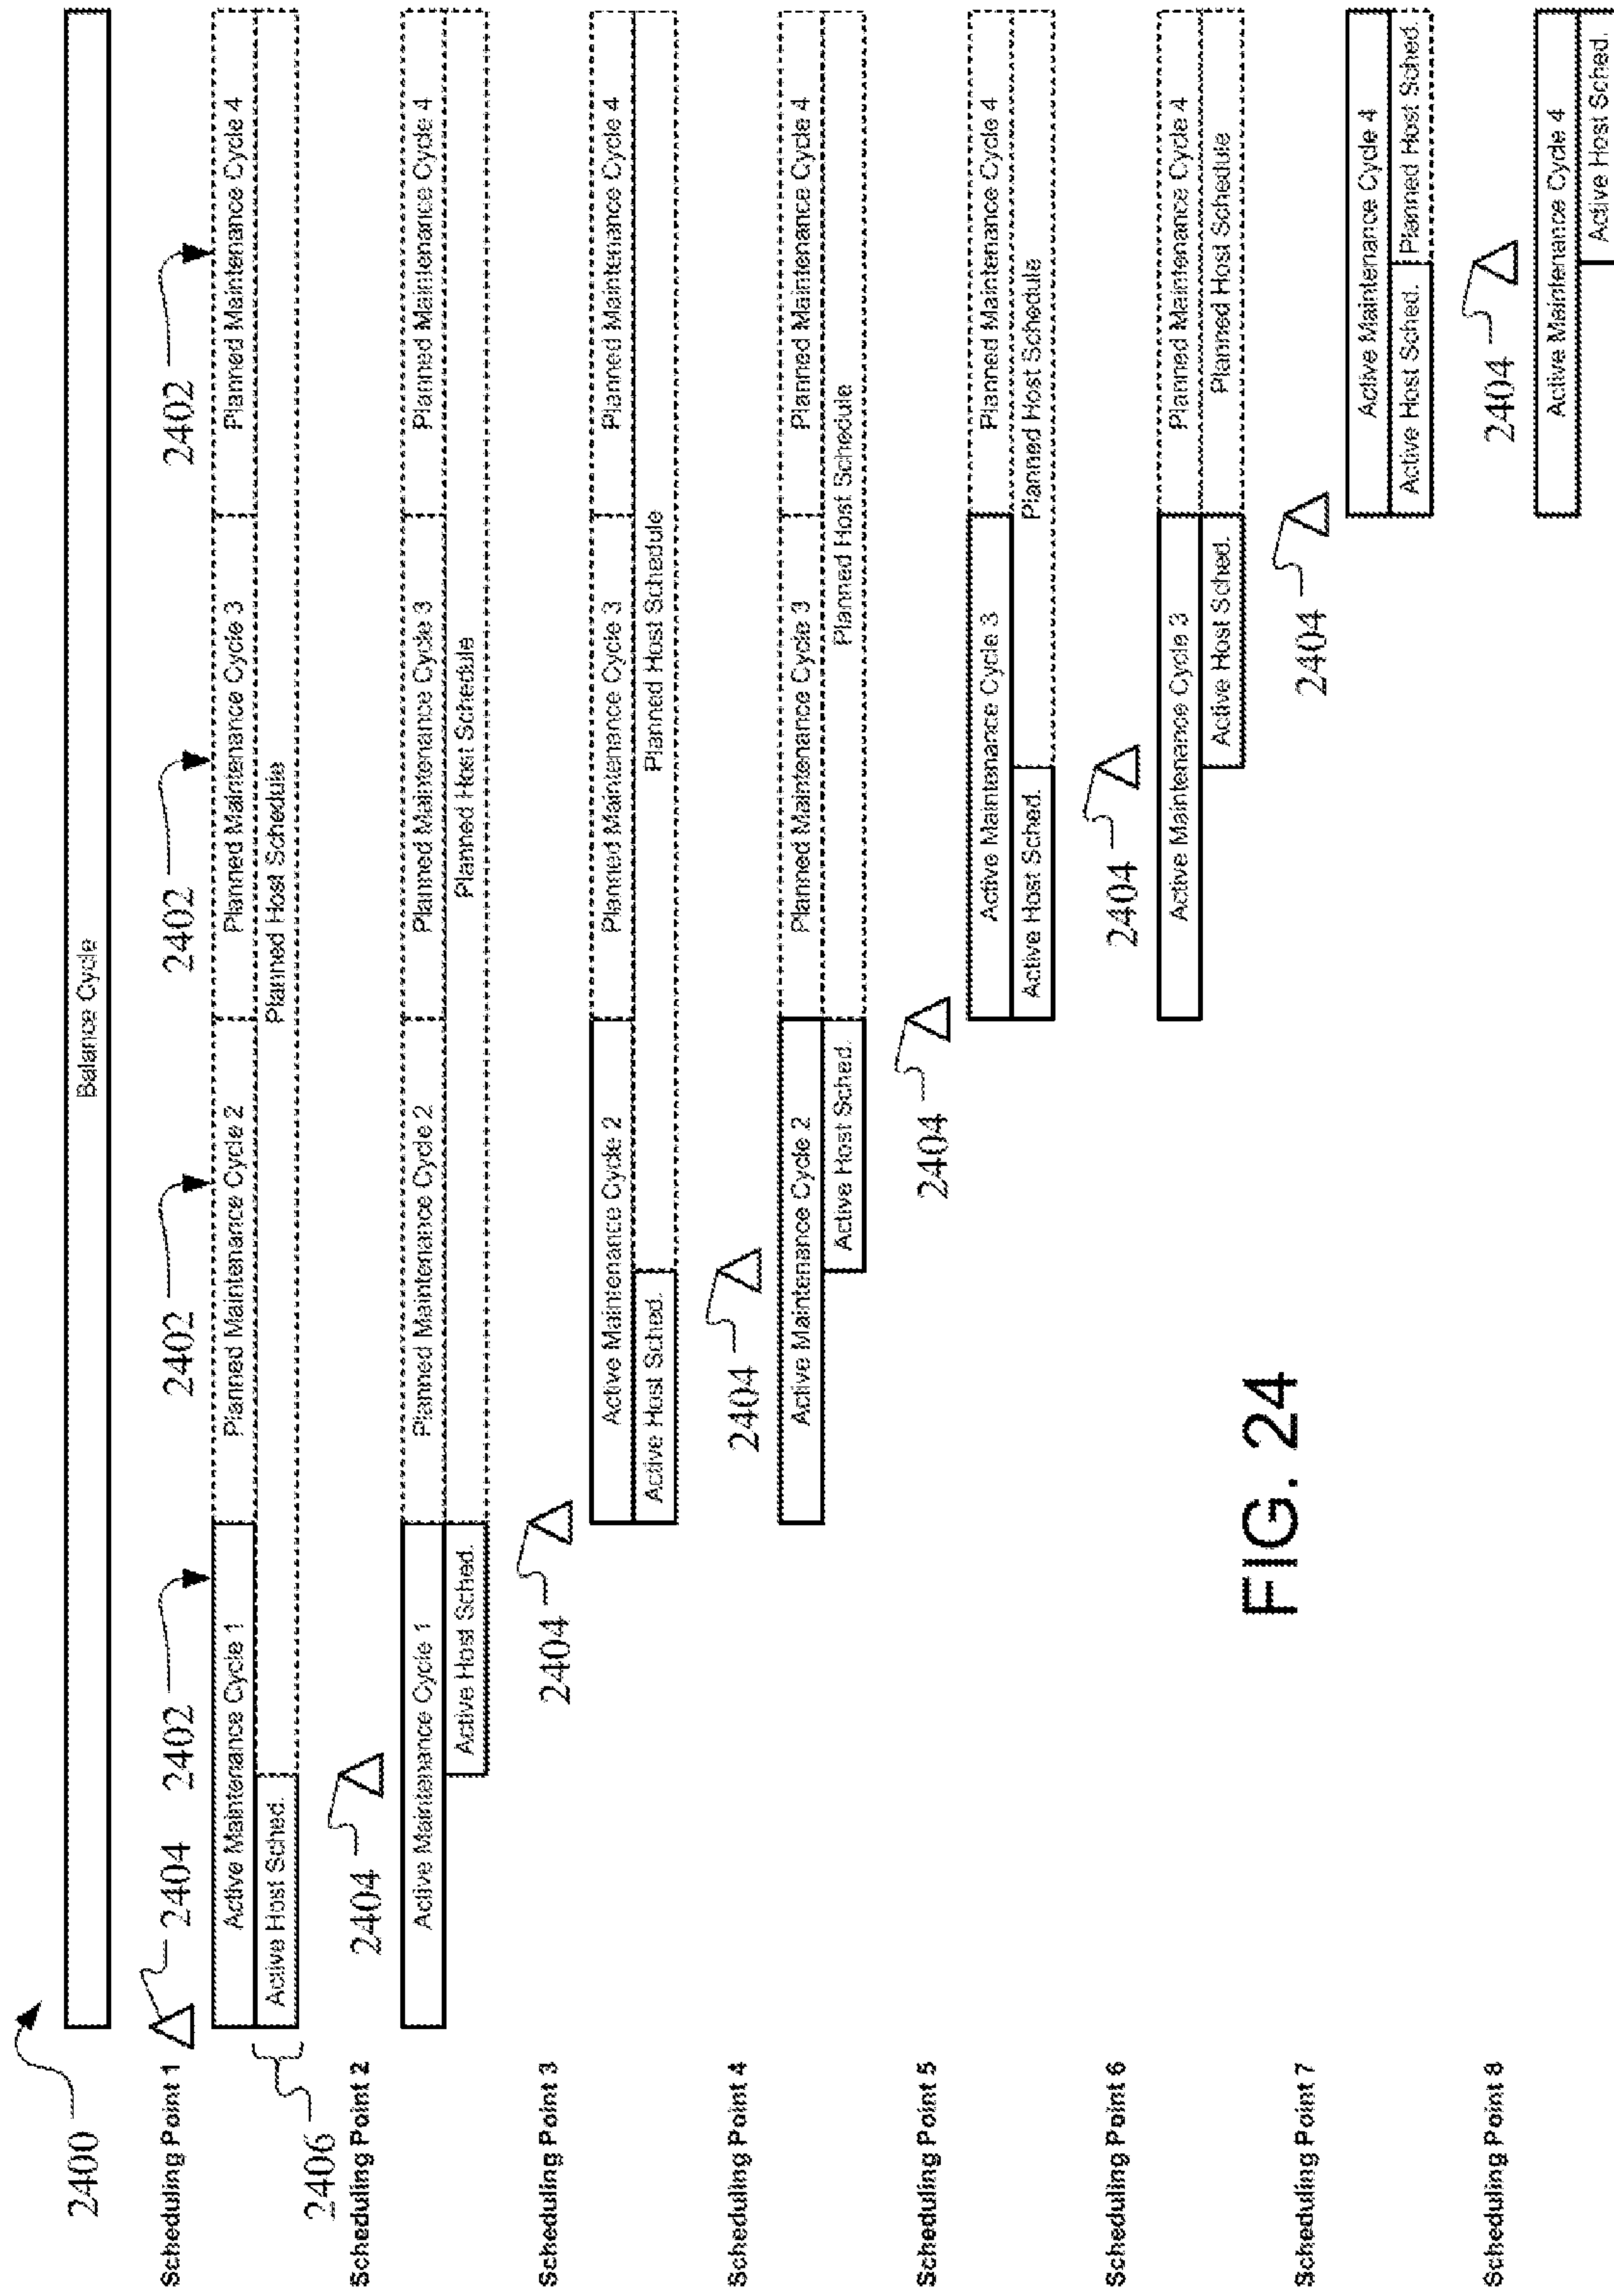 2400
Balance Cycle
Scheduling Point 1
2404
2402
2402
2402
2402
Active Maintenance Cycle 1
Planned Maintenance Cycle 2
Planned Maintenance Cycle 3
Planned Maintenance Cycle 4
Active Host Sched.
Planned Host Schedule
2406
Scheduling Point 2
2404
Active Maintenance Cycle 1
Planned Maintenance Cycle 2
Planned Maintenance Cycle 3
Planned Maintenance Cycle 4
Active Host Sched.
Planned Host Schedule
Scheduling Point 3
2404
Active Maintenance Cycle 2
Planned Maintenance Cycle 3
Planned Maintenance Cycle 4
Active Host Sched.
Planned Host Schedule
Scheduling Point 4
2404
Active Maintenance Cycle 2
Planned Maintenance Cycle 3
Planned Maintenance Cycle 4
Active Host Sched.
Planned Host Schedule
Scheduling Point 5
2404
Active Maintenance Cycle 3
Planned Maintenance Cycle 4
Active Host Sched.
Planned Host Schedule
Scheduling Point 6
2404
Active Maintenance Cycle 3
Planned Maintenance Cycle 4
Active Host Sched.
Planned Host Schedule
Scheduling Point 7
2404
Active Maintenance Cycle 4
Active Host Sched.
Planned Host Sched.
Scheduling Point 8
2404
Active Maintenance Cycle 4
Active Host Sched.
FIG. 24